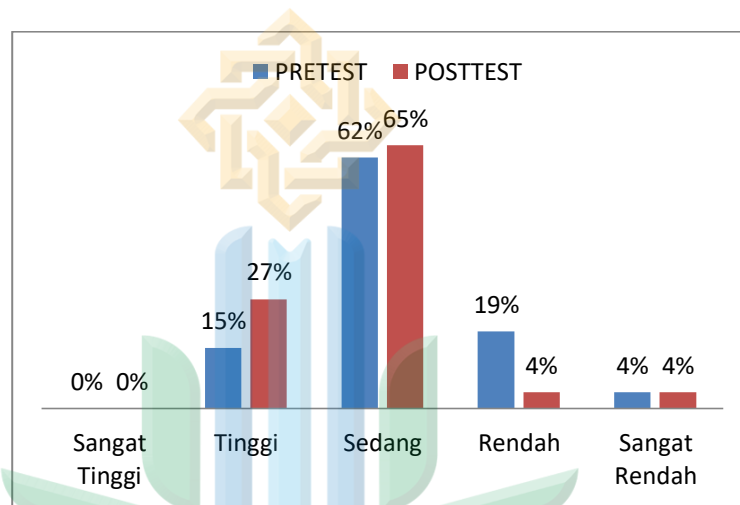 PRETEST POSTTEST
62% 65%
27%
15% 19%
0% 0% 4% 4% 4%
Sangat Tinggi Tinggi Sedang Rendah Sangat Rendah